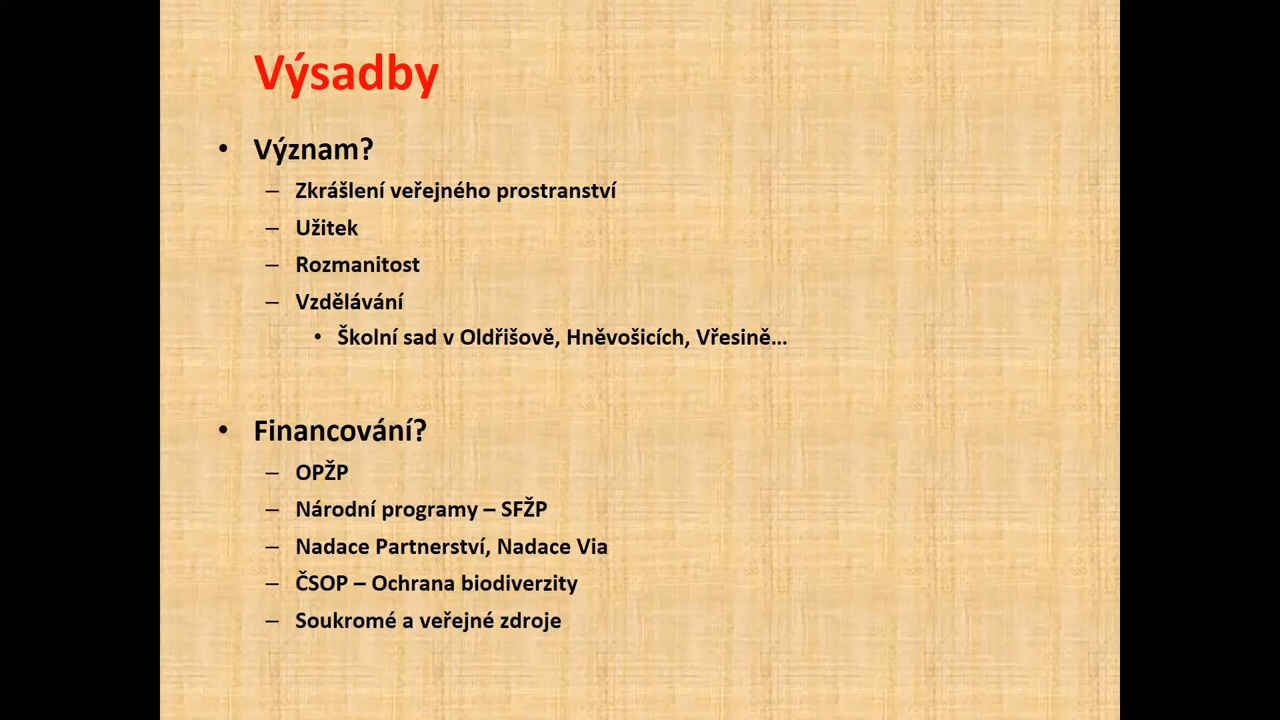 Výsadby
• Význam?
– Zkrášlení veřejného prostranství
– Užitek
– Rozmanitost
– Vzdělávání
• Školní sad v Oldřišově, Hněvošicích, Vřesině…
• Financování?
– OPŽP
– Národní programy – SFŽP
– Nadace Partnerství, Nadace Via
– ČSOP – Ochrana biodiverzity
– Soukromé a veřejné zdroje